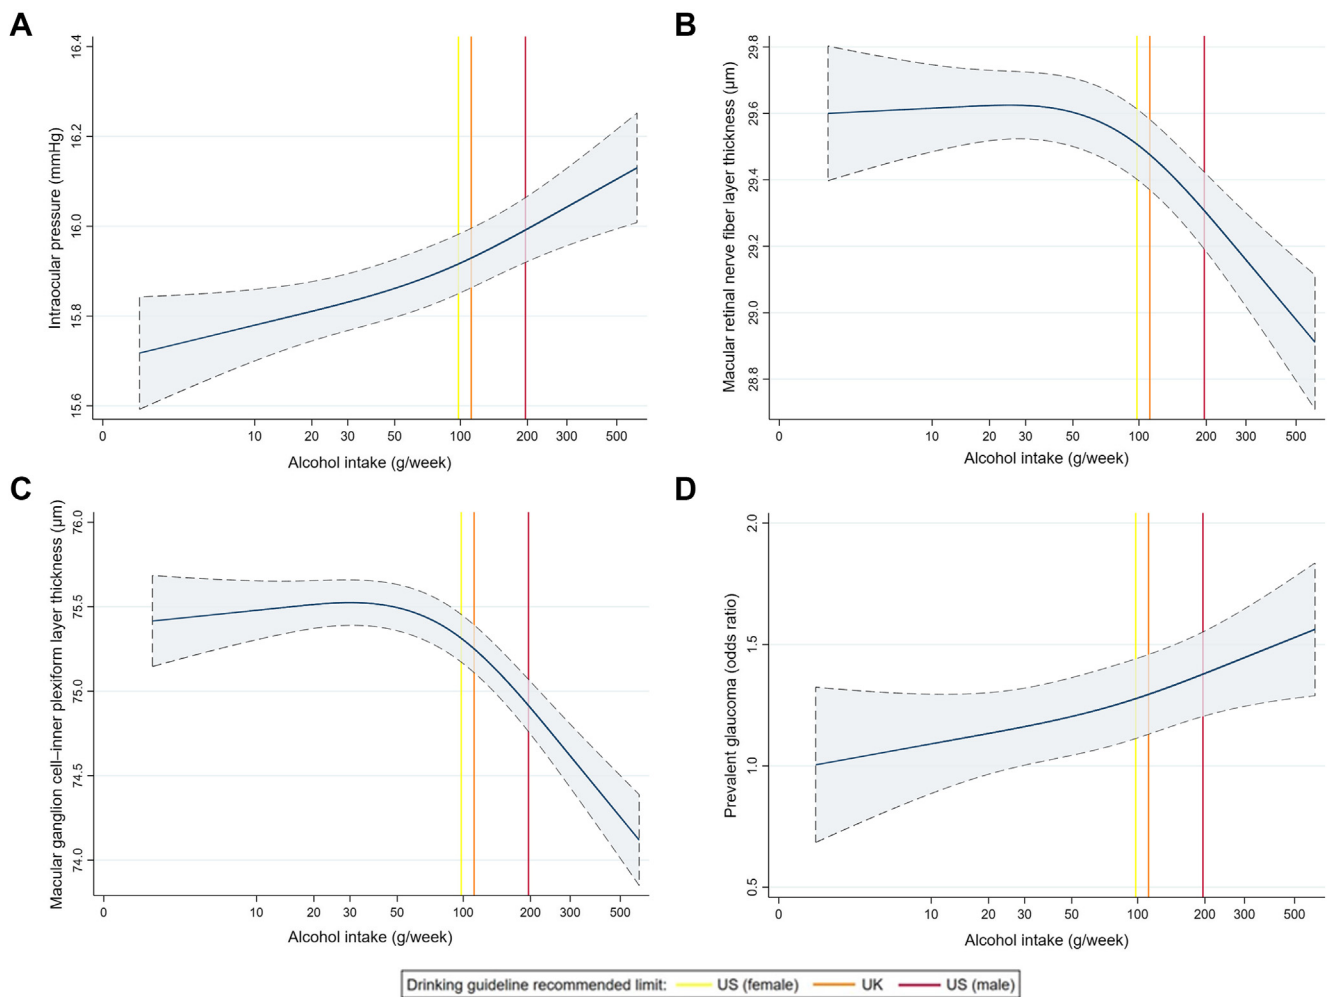 A
Intraocular pressure (mmHg)
16.4
16.2
16.0
15.8
15.6
0 10 20 30 50 100 200 300 500
Alcohol intake (g/week)
B
Macular retinal nerve fiber layer thickness (μm)
29.8
29.6
29.4
29.2
29.0
28.8
0 10 20 30 50 100 200 300 500
Alcohol intake (g/week)
C
Macular ganglion cell–inner plexiform layer thickness (μm)
76.0
75.5
75.0
74.5
74.0
0 10 20 30 50 100 200 300 500
Alcohol intake (g/week)
D
Prevalent glaucoma (odds ratio)
2.0
1.5
1.0
0.5
0 10 20 30 50 100 200 300 500
Alcohol intake (g/week)
Drinking guideline recommended limit: US (female) UK US (male)